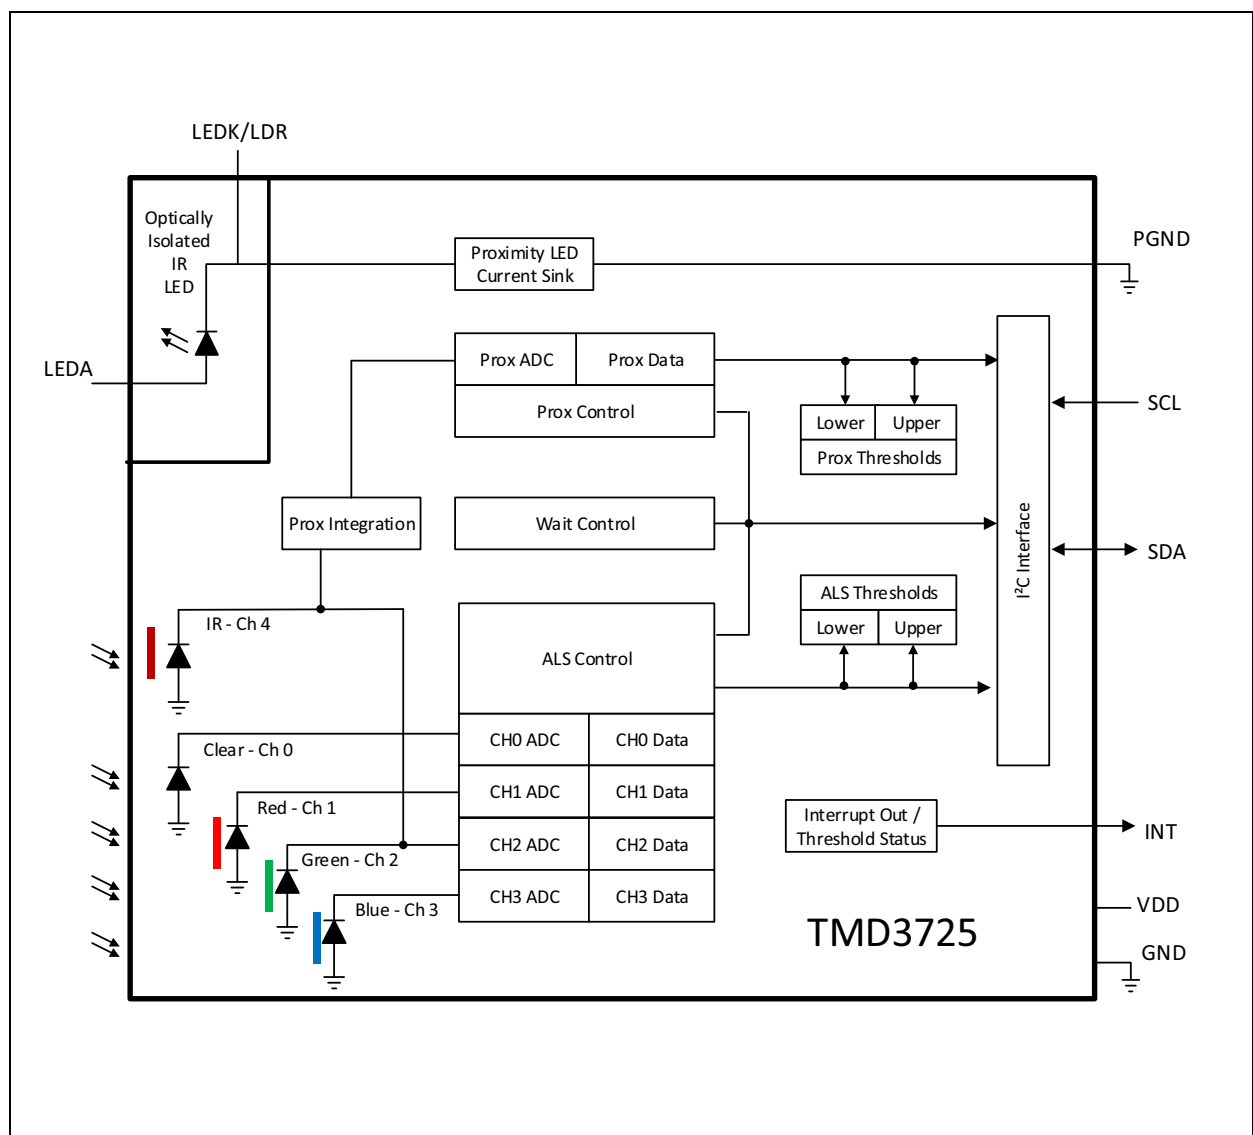 LEDK/LDR
Optically
Isolated
IR
LED
Proximity LED
Current Sink
PGND
LEDA
Prox ADC
Prox Data
Prox Control
Lower
Upper
Prox Thresholds
SCL
Prox Integration
Wait Control
I²C Interface
SDA
ALS Thresholds
Lower
Upper
IR - Ch 4
ALS Control
Clear - Ch 0
CH0 ADC
CH0 Data
Red - Ch 1
CH1 ADC
CH1 Data
Interrupt Out /
Threshold Status
INT
Green - Ch 2
CH2 ADC
CH2 Data
Blue - Ch 3
CH3 ADC
CH3 Data
TMD3725
VDD
GND